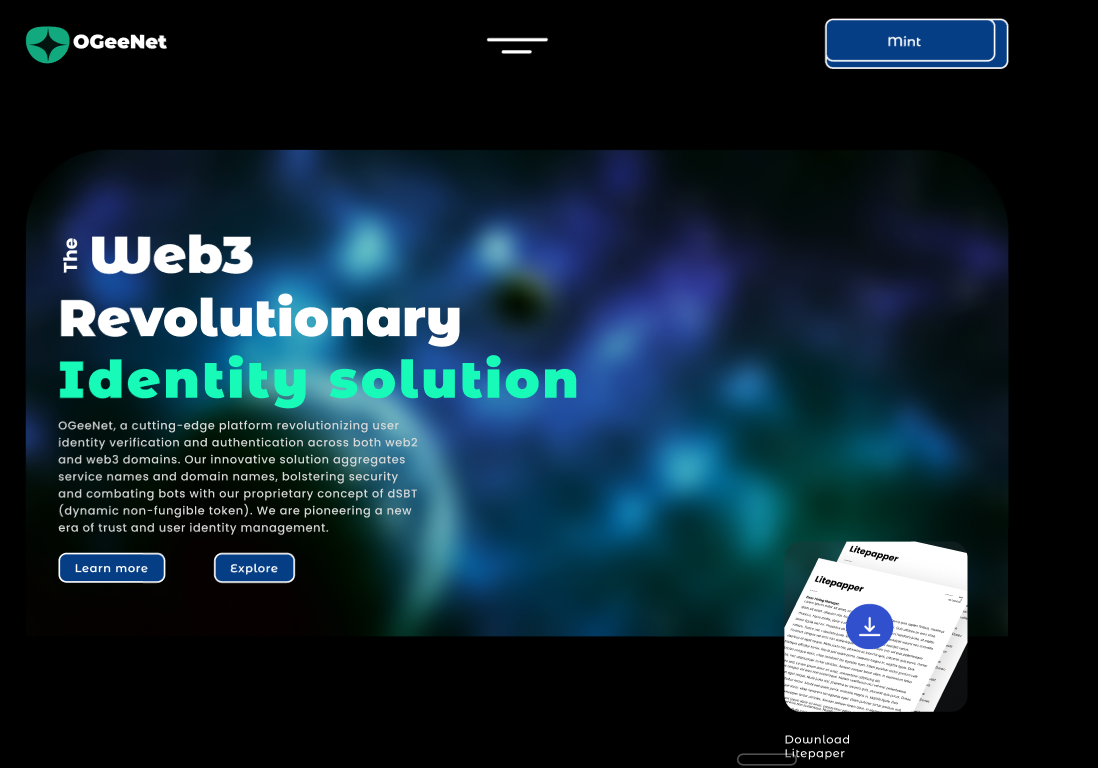 OGeeNet
Mint
The Web3
Revolutionary
Identity solution
OGeeNet, a cutting-edge platform revolutionizing user
identity verification and authentication across both web2
and web3 domains. Our innovative solution aggregates
service names and domain names, bolstering security
and combating bots with our proprietary concept of dSBT
(dynamic non-fungible token). We are pioneering a new
era of trust and user identity management.
Learn more
Explore
Litepapper
Litepapper
Download
Litepaper